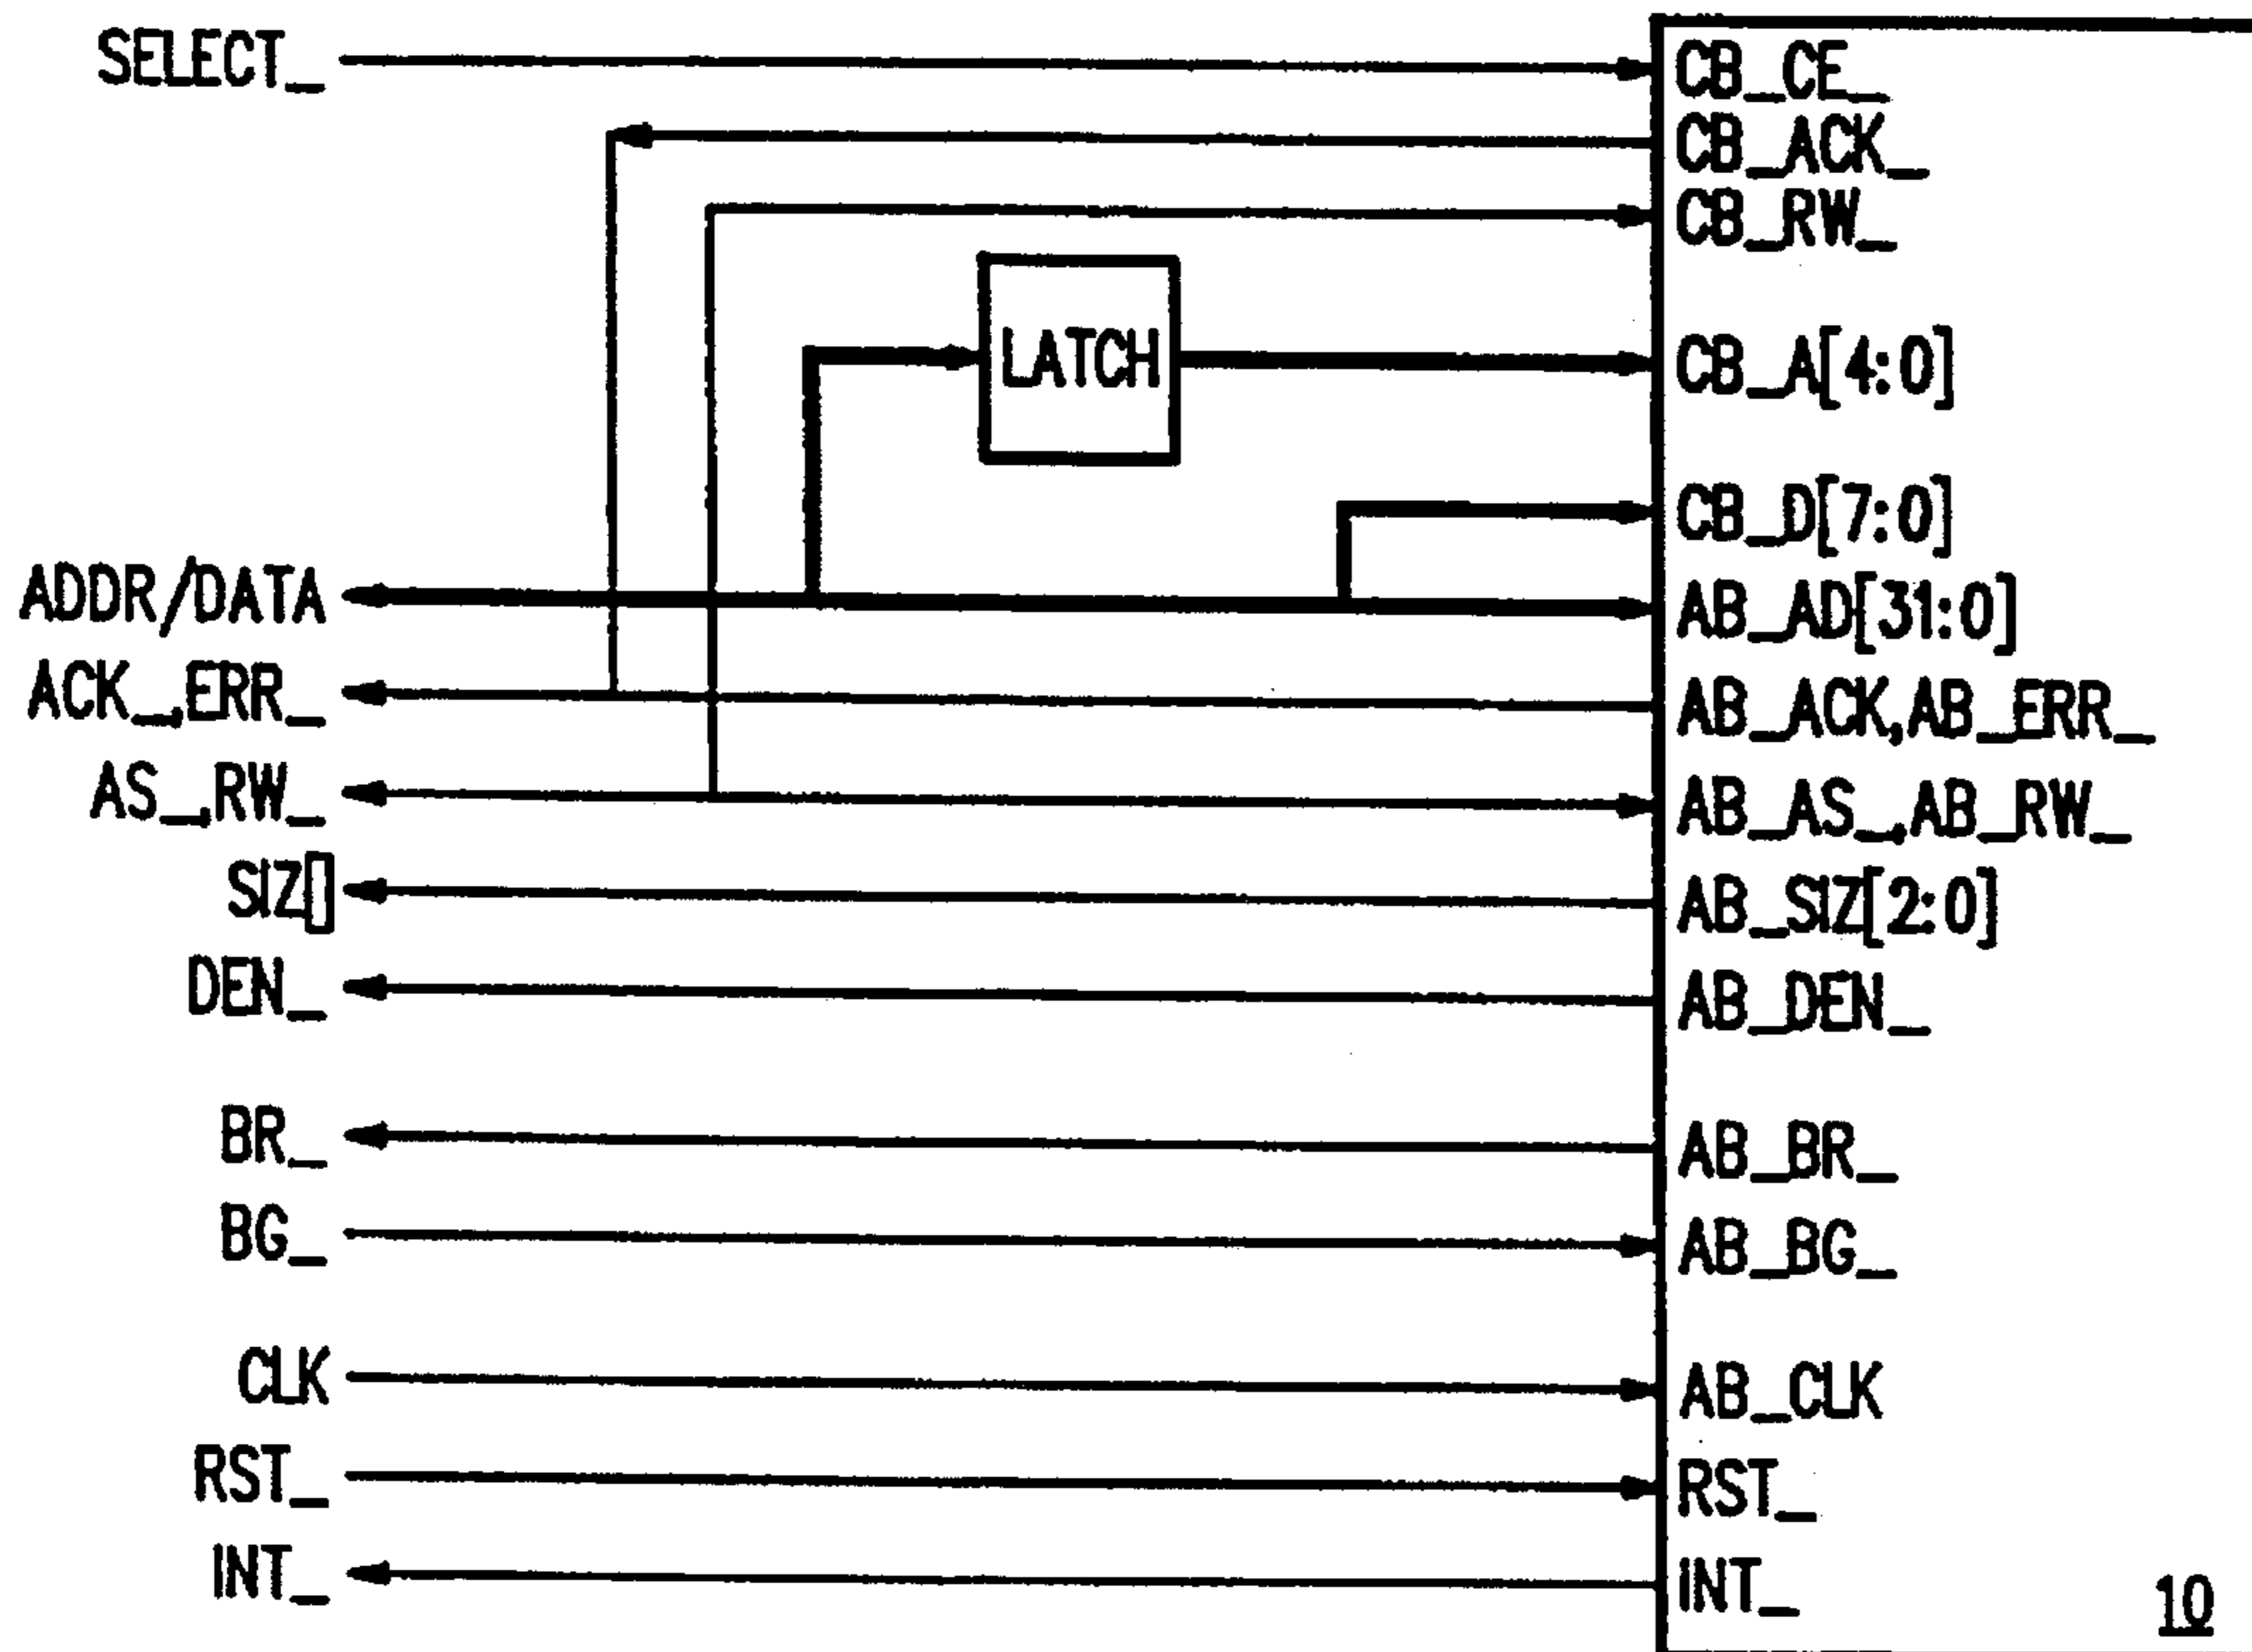 SELECT_ CB_CE_
CB_ACK_
CB_RW_
LATCH CB_A[4:0]
CB_D[7:0]
ADDR/DATA AB_AD[31:0]
ACK_,ERR_ AB_ACK,AB_ERR_
AS_,RW_ AB_AS_,AB_RW_
SIZ[] AB_SIZ[2:0]
DEN_ AB_DEN_
BR_ AB_BR_
BG_ AB_BG_
CLK AB_CLK
RST_ RST_
INT_ INT_
10